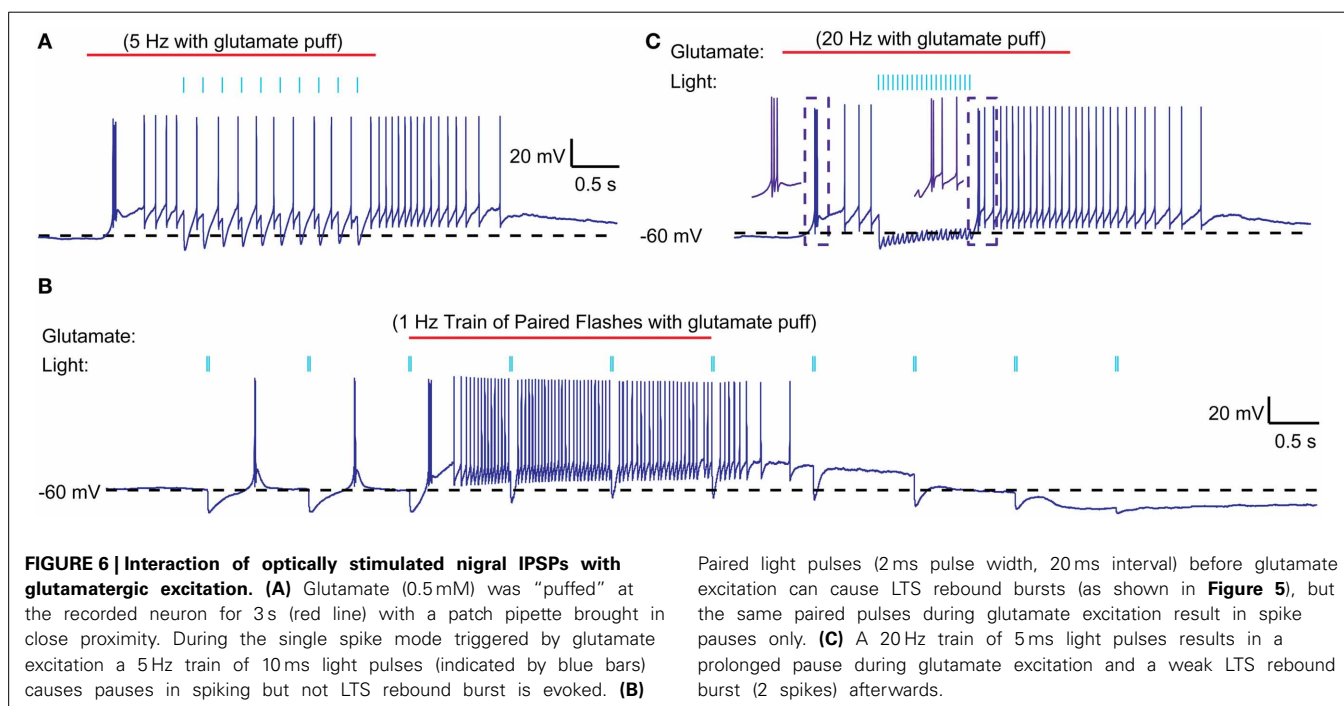 A
(5 Hz with glutamate puff)
20 mV
0.5 s
C
(20 Hz with glutamate puff)
Glutamate:
Light:
-60 mV
B
(1 Hz Train of Paired Flashes with glutamate puff)
Glutamate:
Light:
20 mV
0.5 s
-60 mV
FIGURE 6 | Interaction of optically stimulated nigral IPSPs with
glutamatergic excitation. (A) Glutamate (0.5 mM) was “puffed” at
the recorded neuron for 3 s (red line) with a patch pipette brought in
close proximity. During the single spike mode triggered by glutamate
excitation a 5 Hz train of 10 ms light pulses (indicated by blue bars)
causes pauses in spiking but not LTS rebound burst is evoked. (B)
Paired light pulses (2 ms pulse width, 20 ms interval) before glutamate
excitation can cause LTS rebound bursts (as shown in Figure 5), but
the same paired pulses during glutamate excitation result in spike
pauses only. (C) A 20 Hz train of 5 ms light pulses results in a
prolonged pause during glutamate excitation and a weak LTS rebound
burst (2 spikes) afterwards.